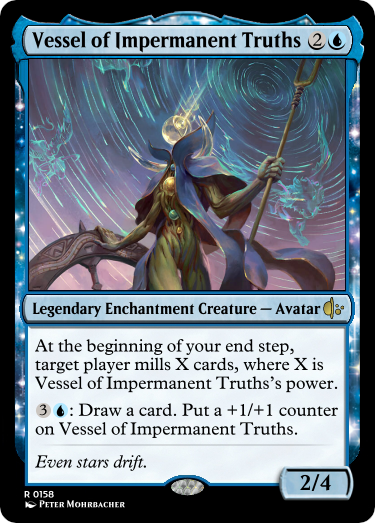 Vessel of Impermanent Truths 2
Legendary Enchantment Creature — Avatar
At the beginning of your end step,
target player mills X cards, where X is
Vessel of Impermanent Truths's power.
3: Draw a card. Put a +1/+1 counter
on Vessel of Impermanent Truths.
Even stars drift.
2/4
R 0158
Peter Mohrbacher